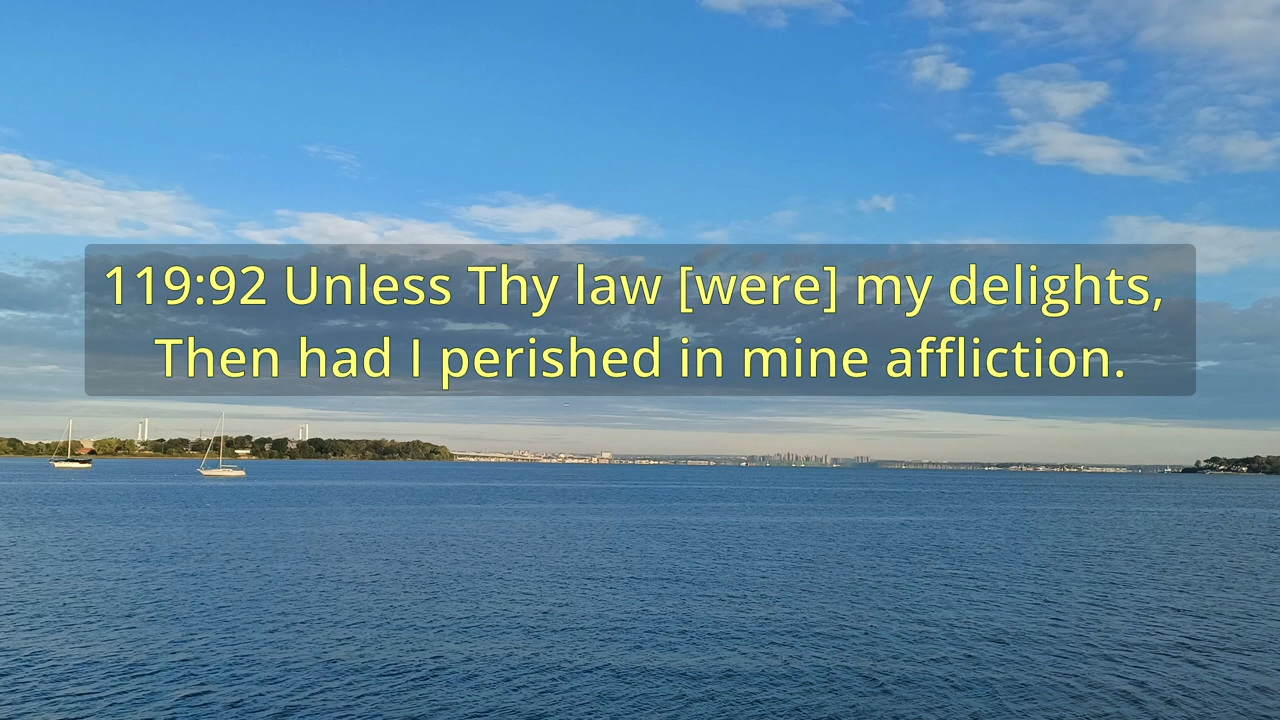 119:92 Unless Thy law [were] my delights,
Then had I perished in mine affliction.